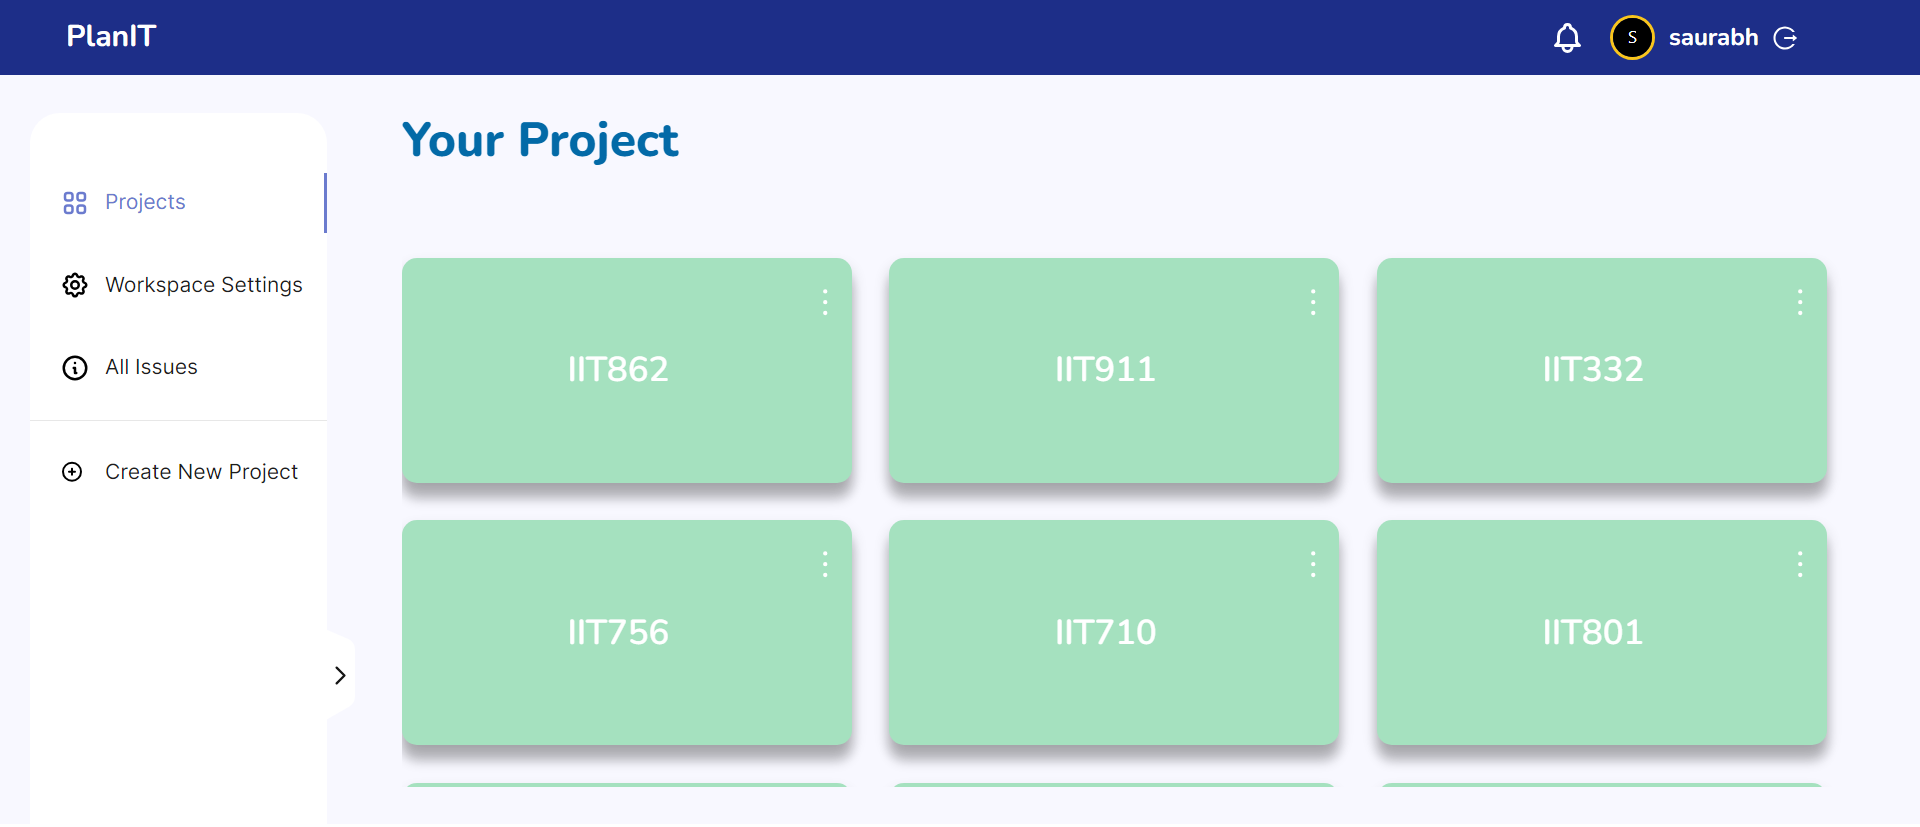 PlanIT
S saurabh
Your Project
Projects
Workspace Settings
All Issues
Create New Project
IIT862 IIT911 IIT332
IIT756 IIT710 IIT801